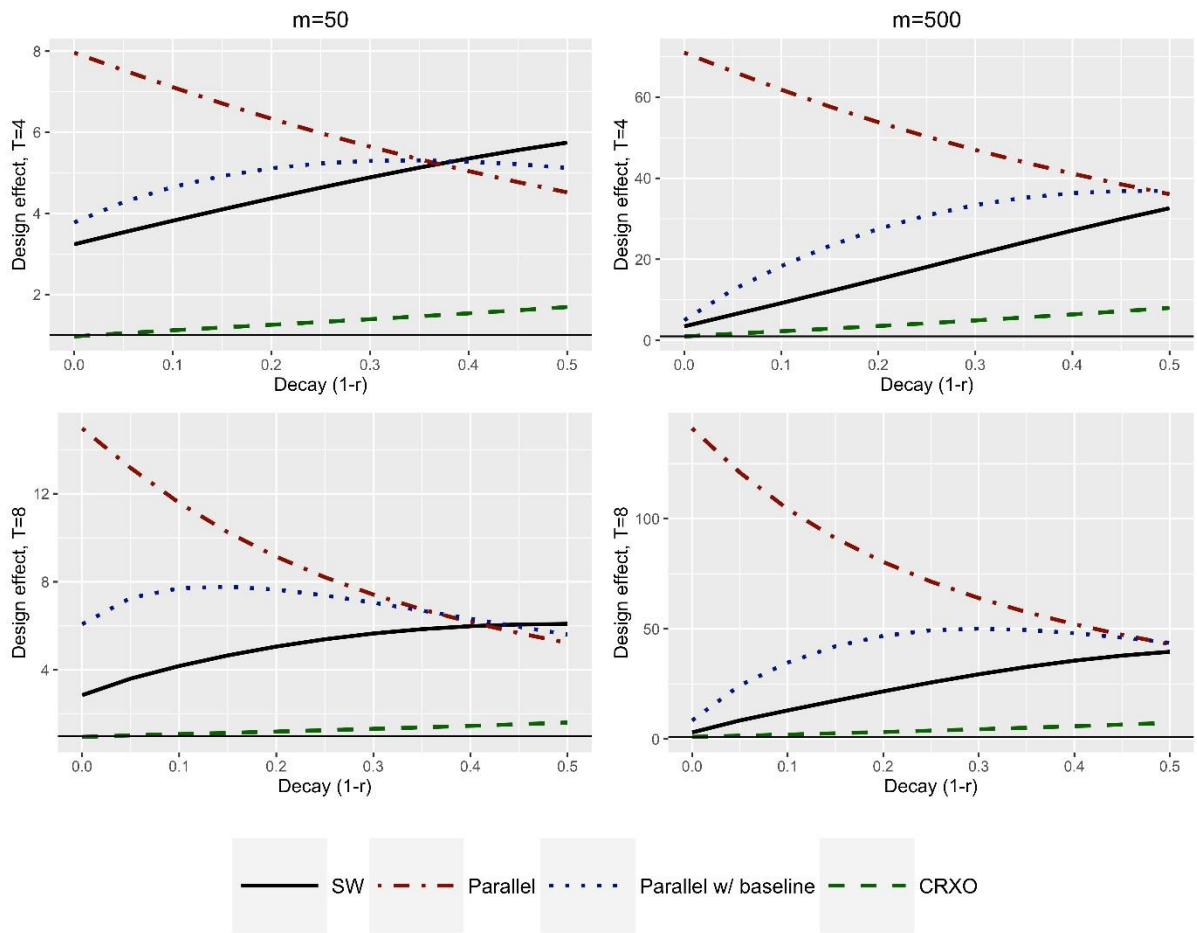 m=50
m=500
Design effect, T=4
8
6
4
2
0.0 0.1 0.2 0.3 0.4 0.5
Decay (1-r)
Design effect, T=4
60
40
20
0
0.0 0.1 0.2 0.3 0.4 0.5
Decay (1-r)
Design effect, T=8
12
8
4
0.0 0.1 0.2 0.3 0.4 0.5
Decay (1-r)
Design effect, T=8
100
50
0
0.0 0.1 0.2 0.3 0.4 0.5
Decay (1-r)
SW Parallel Parallel w/ baseline CRXO